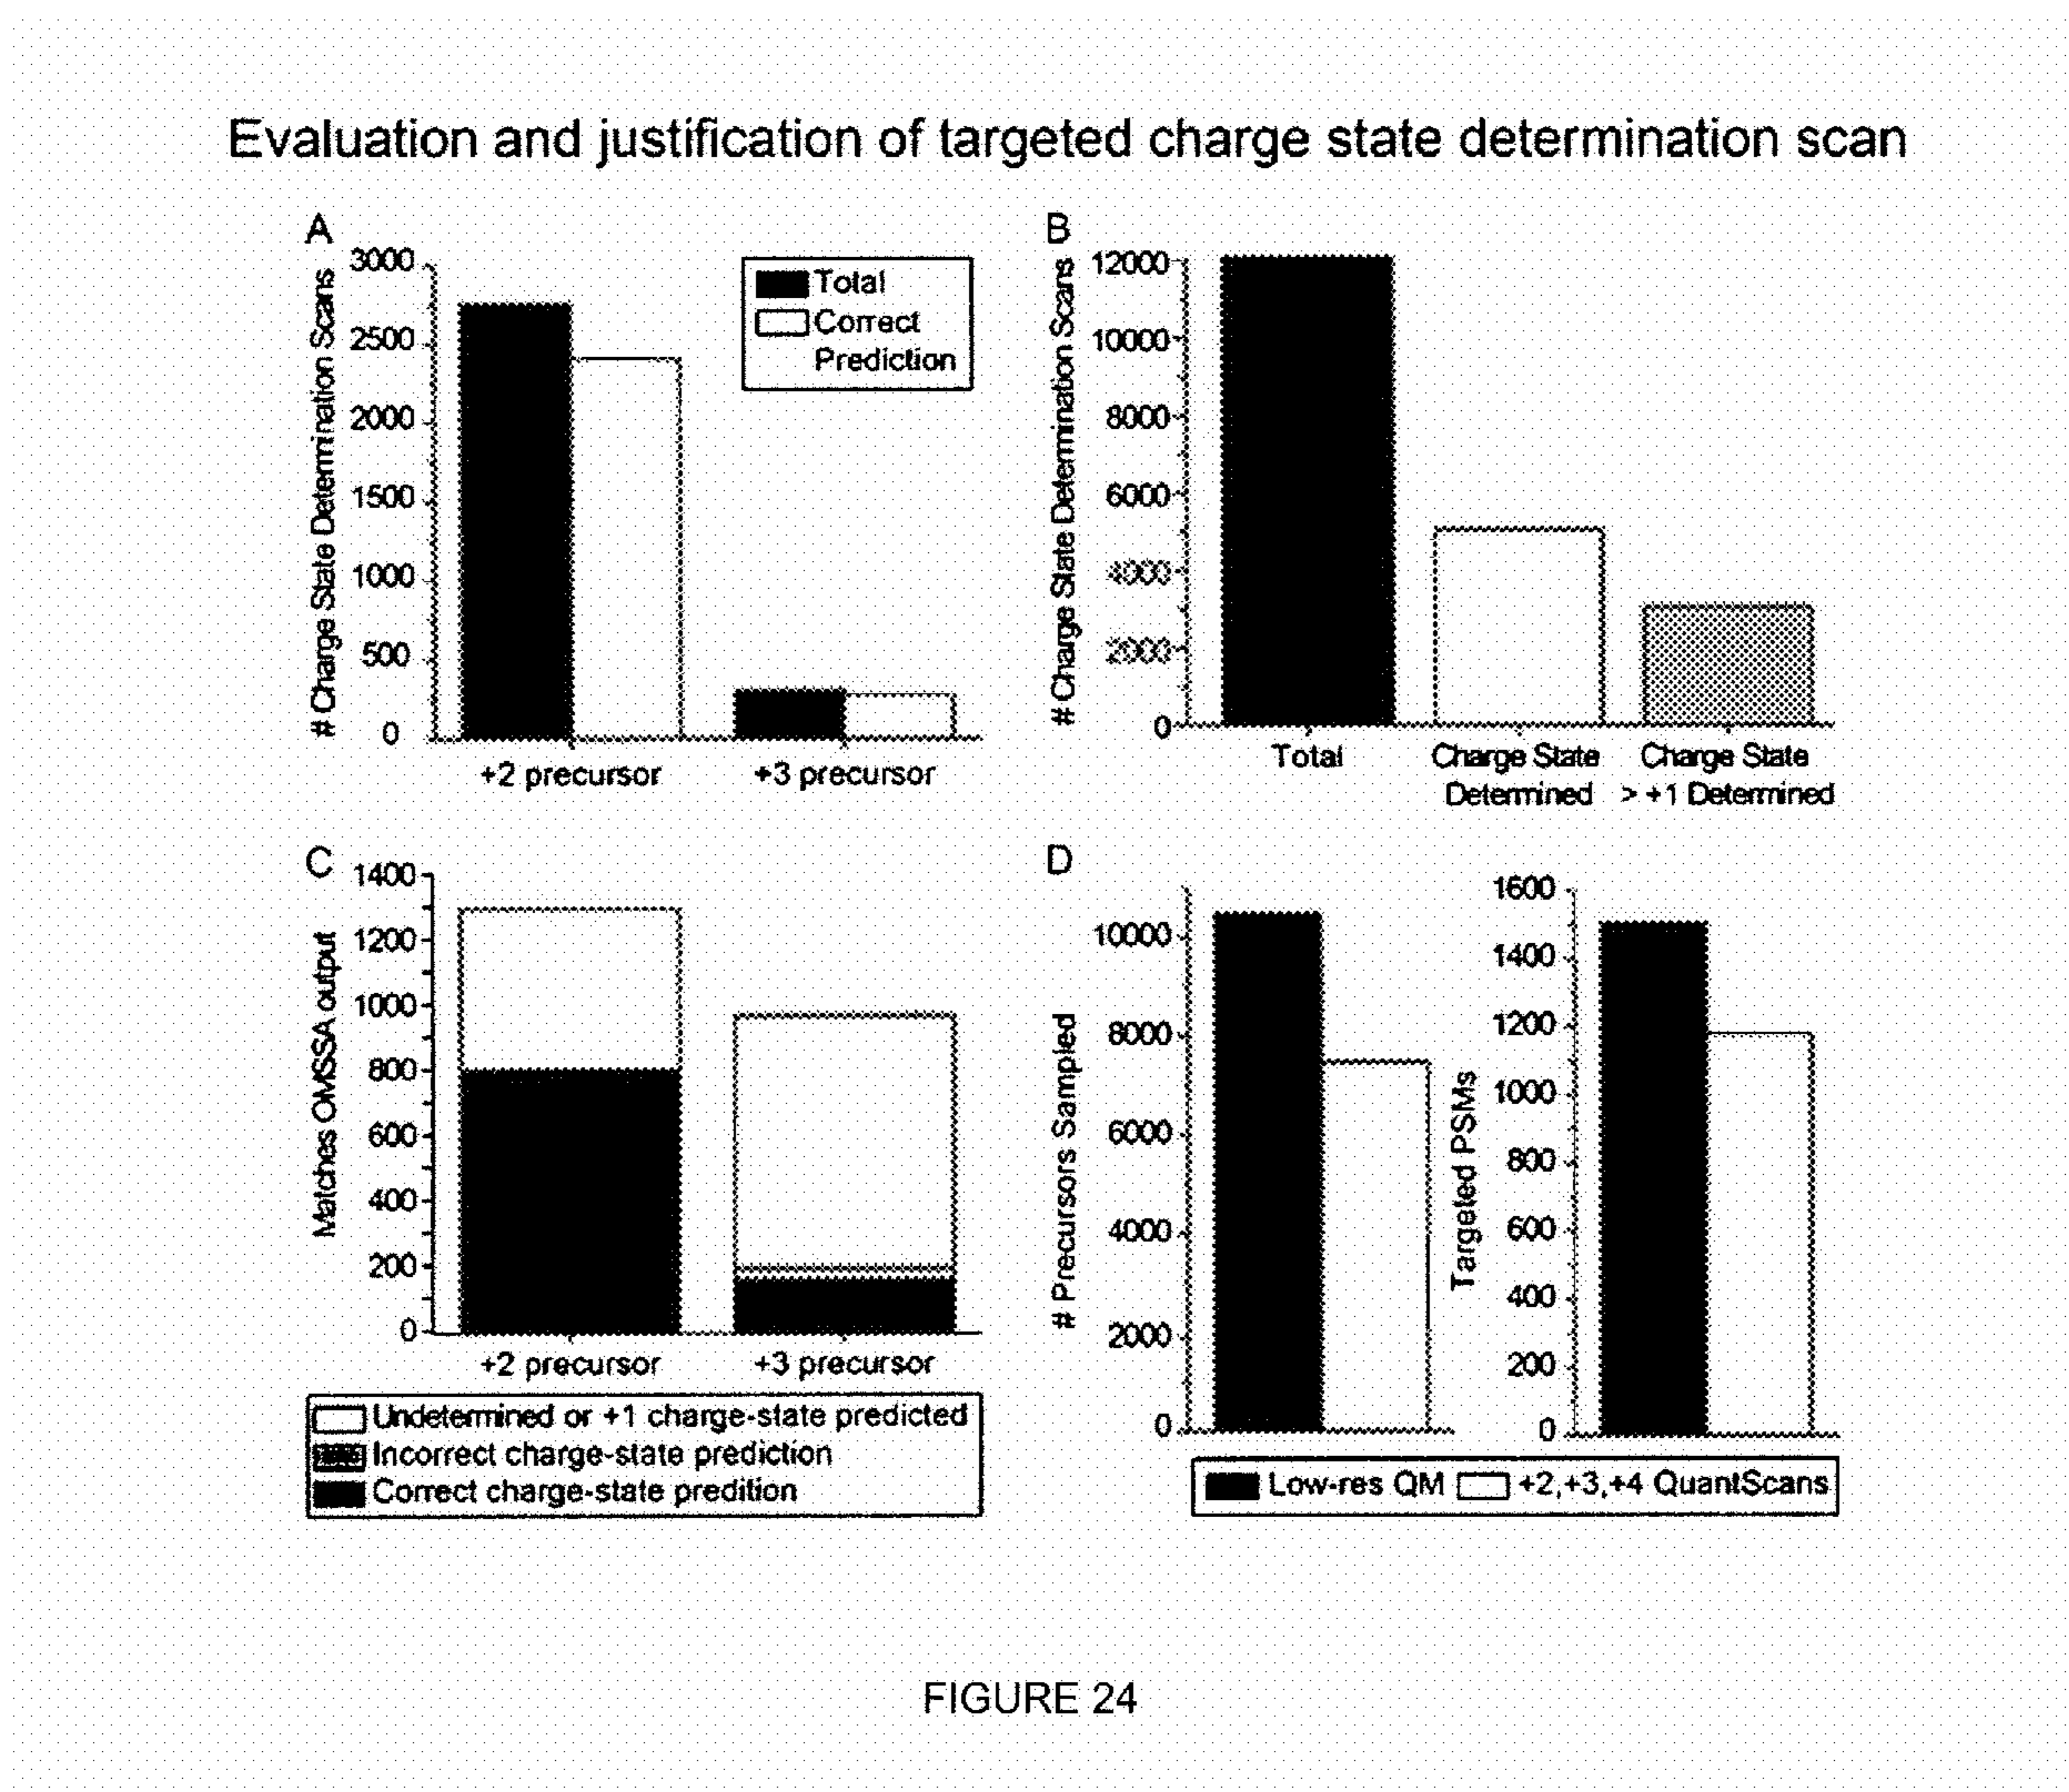 Evaluation and justification of targeted charge state determination scan
A
# Charge State Determination Scans
3000
2500
2000
1500
1000
500
0
Total
Correct
Prediction
+2 precursor
+3 precursor
B
# Charge State Determination Scans
12000
10000
8000
6000
4000
2000
0
Total
Charge State
Determined
Charge State
> +1 Determined
C
Matches OMSSA output
1400
1200
1000
800
600
400
200
0
+2 precursor
+3 precursor
Undetermined or +1 charge-state predicted
Incorrect charge-state prediction
Correct charge-state predition
D
# Precursors Sampled
10000
8000
6000
4000
2000
0
Targeted PSMs
1600
1400
1200
1000
800
600
400
200
0
Low-res QM
+2,+3,+4 QuantScans
FIGURE 24